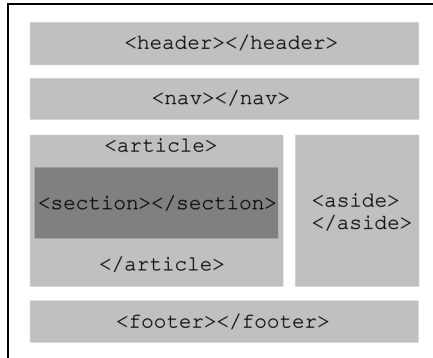 <header></header>
<nav></nav>
<article>
<section></section>
</article>
<aside>
</aside>
<footer></footer>